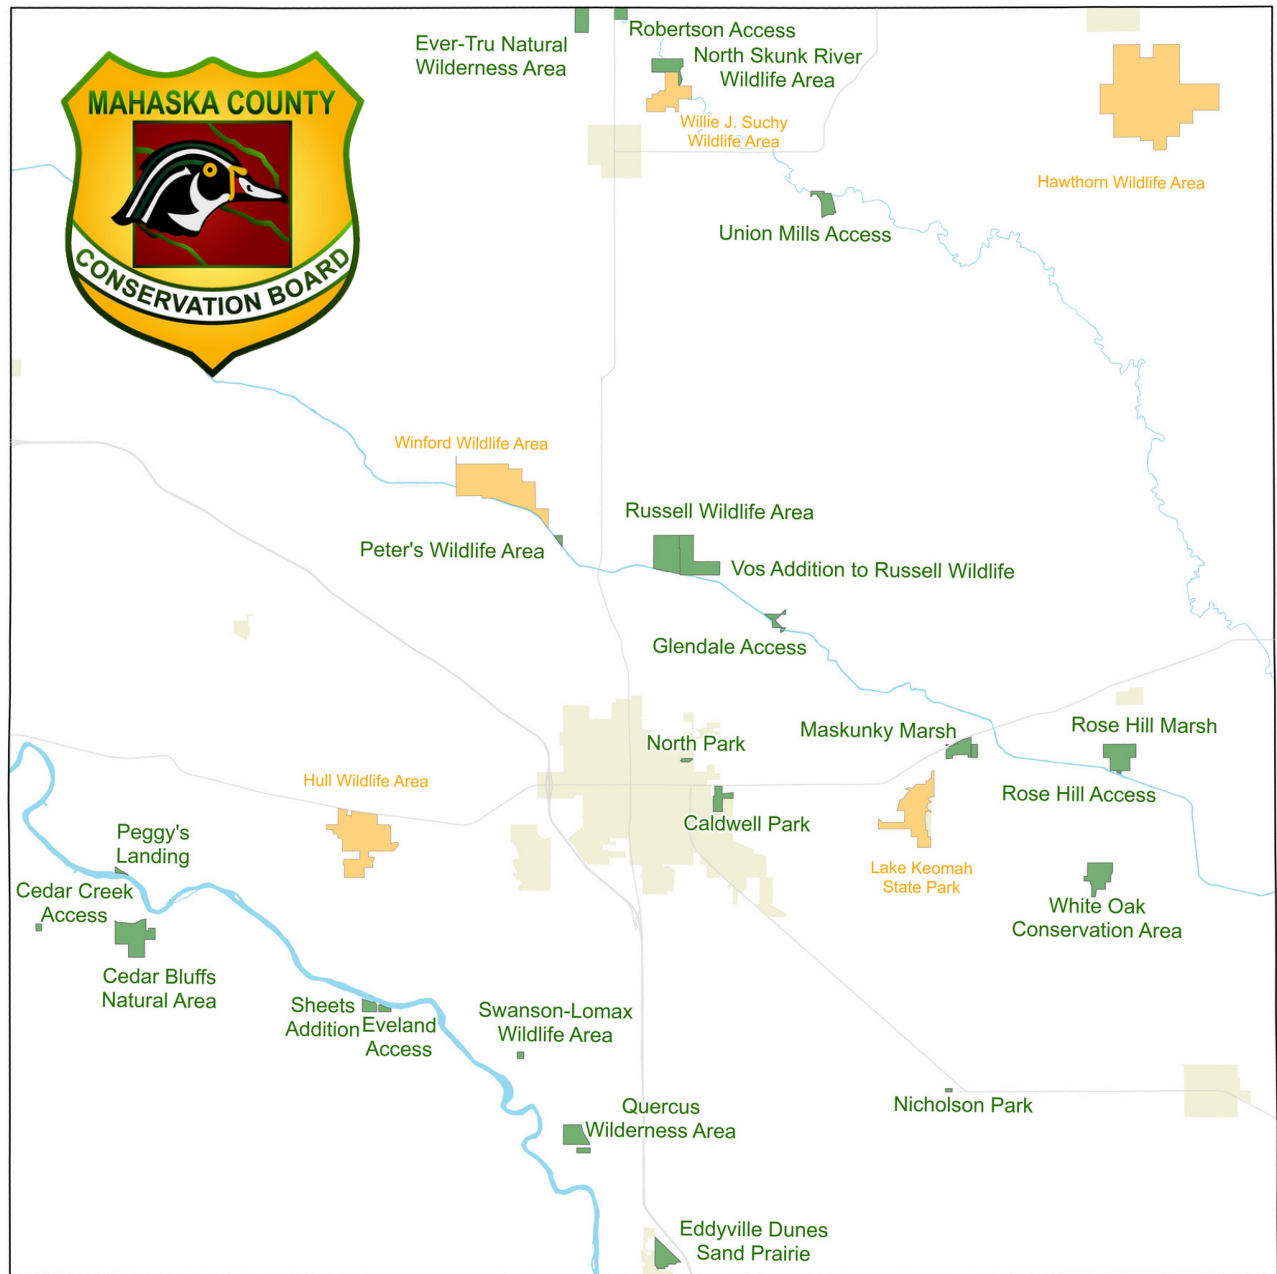 Robertson Access
Ever-Tru Natural
Wilderness Area
North Skunk River
Wildlife Area
MAHASKA COUNTY
CONSERVATION BOARD
Willie J. Suchy
Wildlife Area
Hawthorn Wildlife Area
Union Mills Access
Winford Wildlife Area
Russell Wildlife Area
Peter's Wildlife Area
Vos Addition to Russell Wildlife
Glendale Access
North Park
Maskunky Marsh
Rose Hill Marsh
Hull Wildlife Area
Rose Hill Access
Caldwell Park
Peggy's
Landing
Lake Keomah
State Park
Cedar Creek
Access
White Oak
Conservation Area
Cedar Bluffs
Natural Area
Sheets
Addition
Eveland
Access
Swanson-Lomax
Wildlife Area
Quercus
Wilderness Area
Nicholson Park
Eddyville Dunes
Sand Prairie